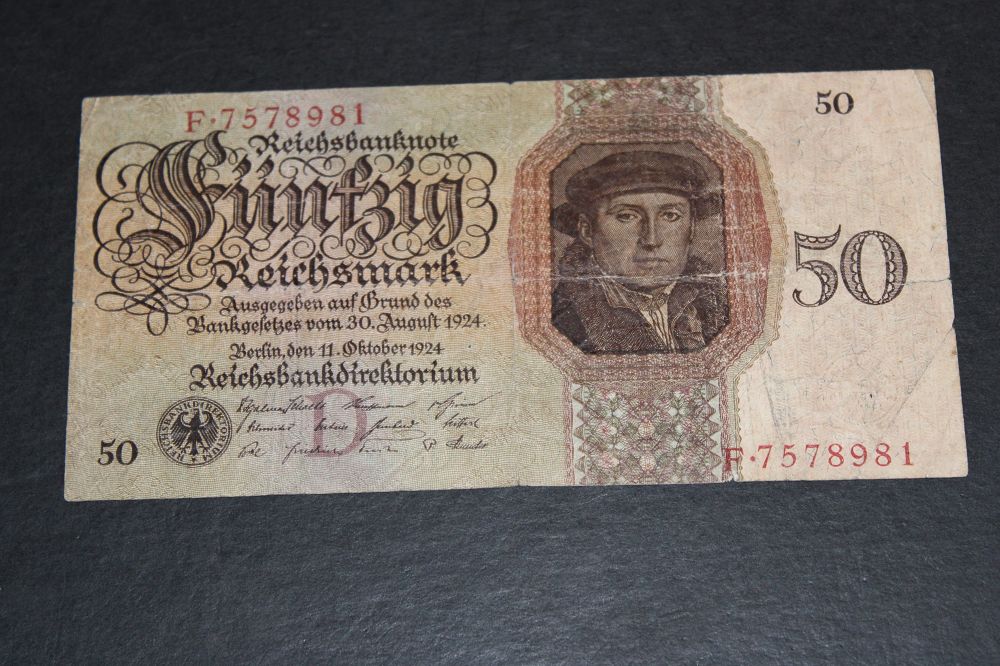 F·7578981
50
Reichsbanknote
Fünfzig
Reichsmark
50
Ausgegeben auf Grund des
Bankgesetzes vom 30. August 1924.
Berlin, den 11. Oktober 1924
Reichsbankdirektorium
REICHSBANKDIREKTORIUM
D
50
F·7578981